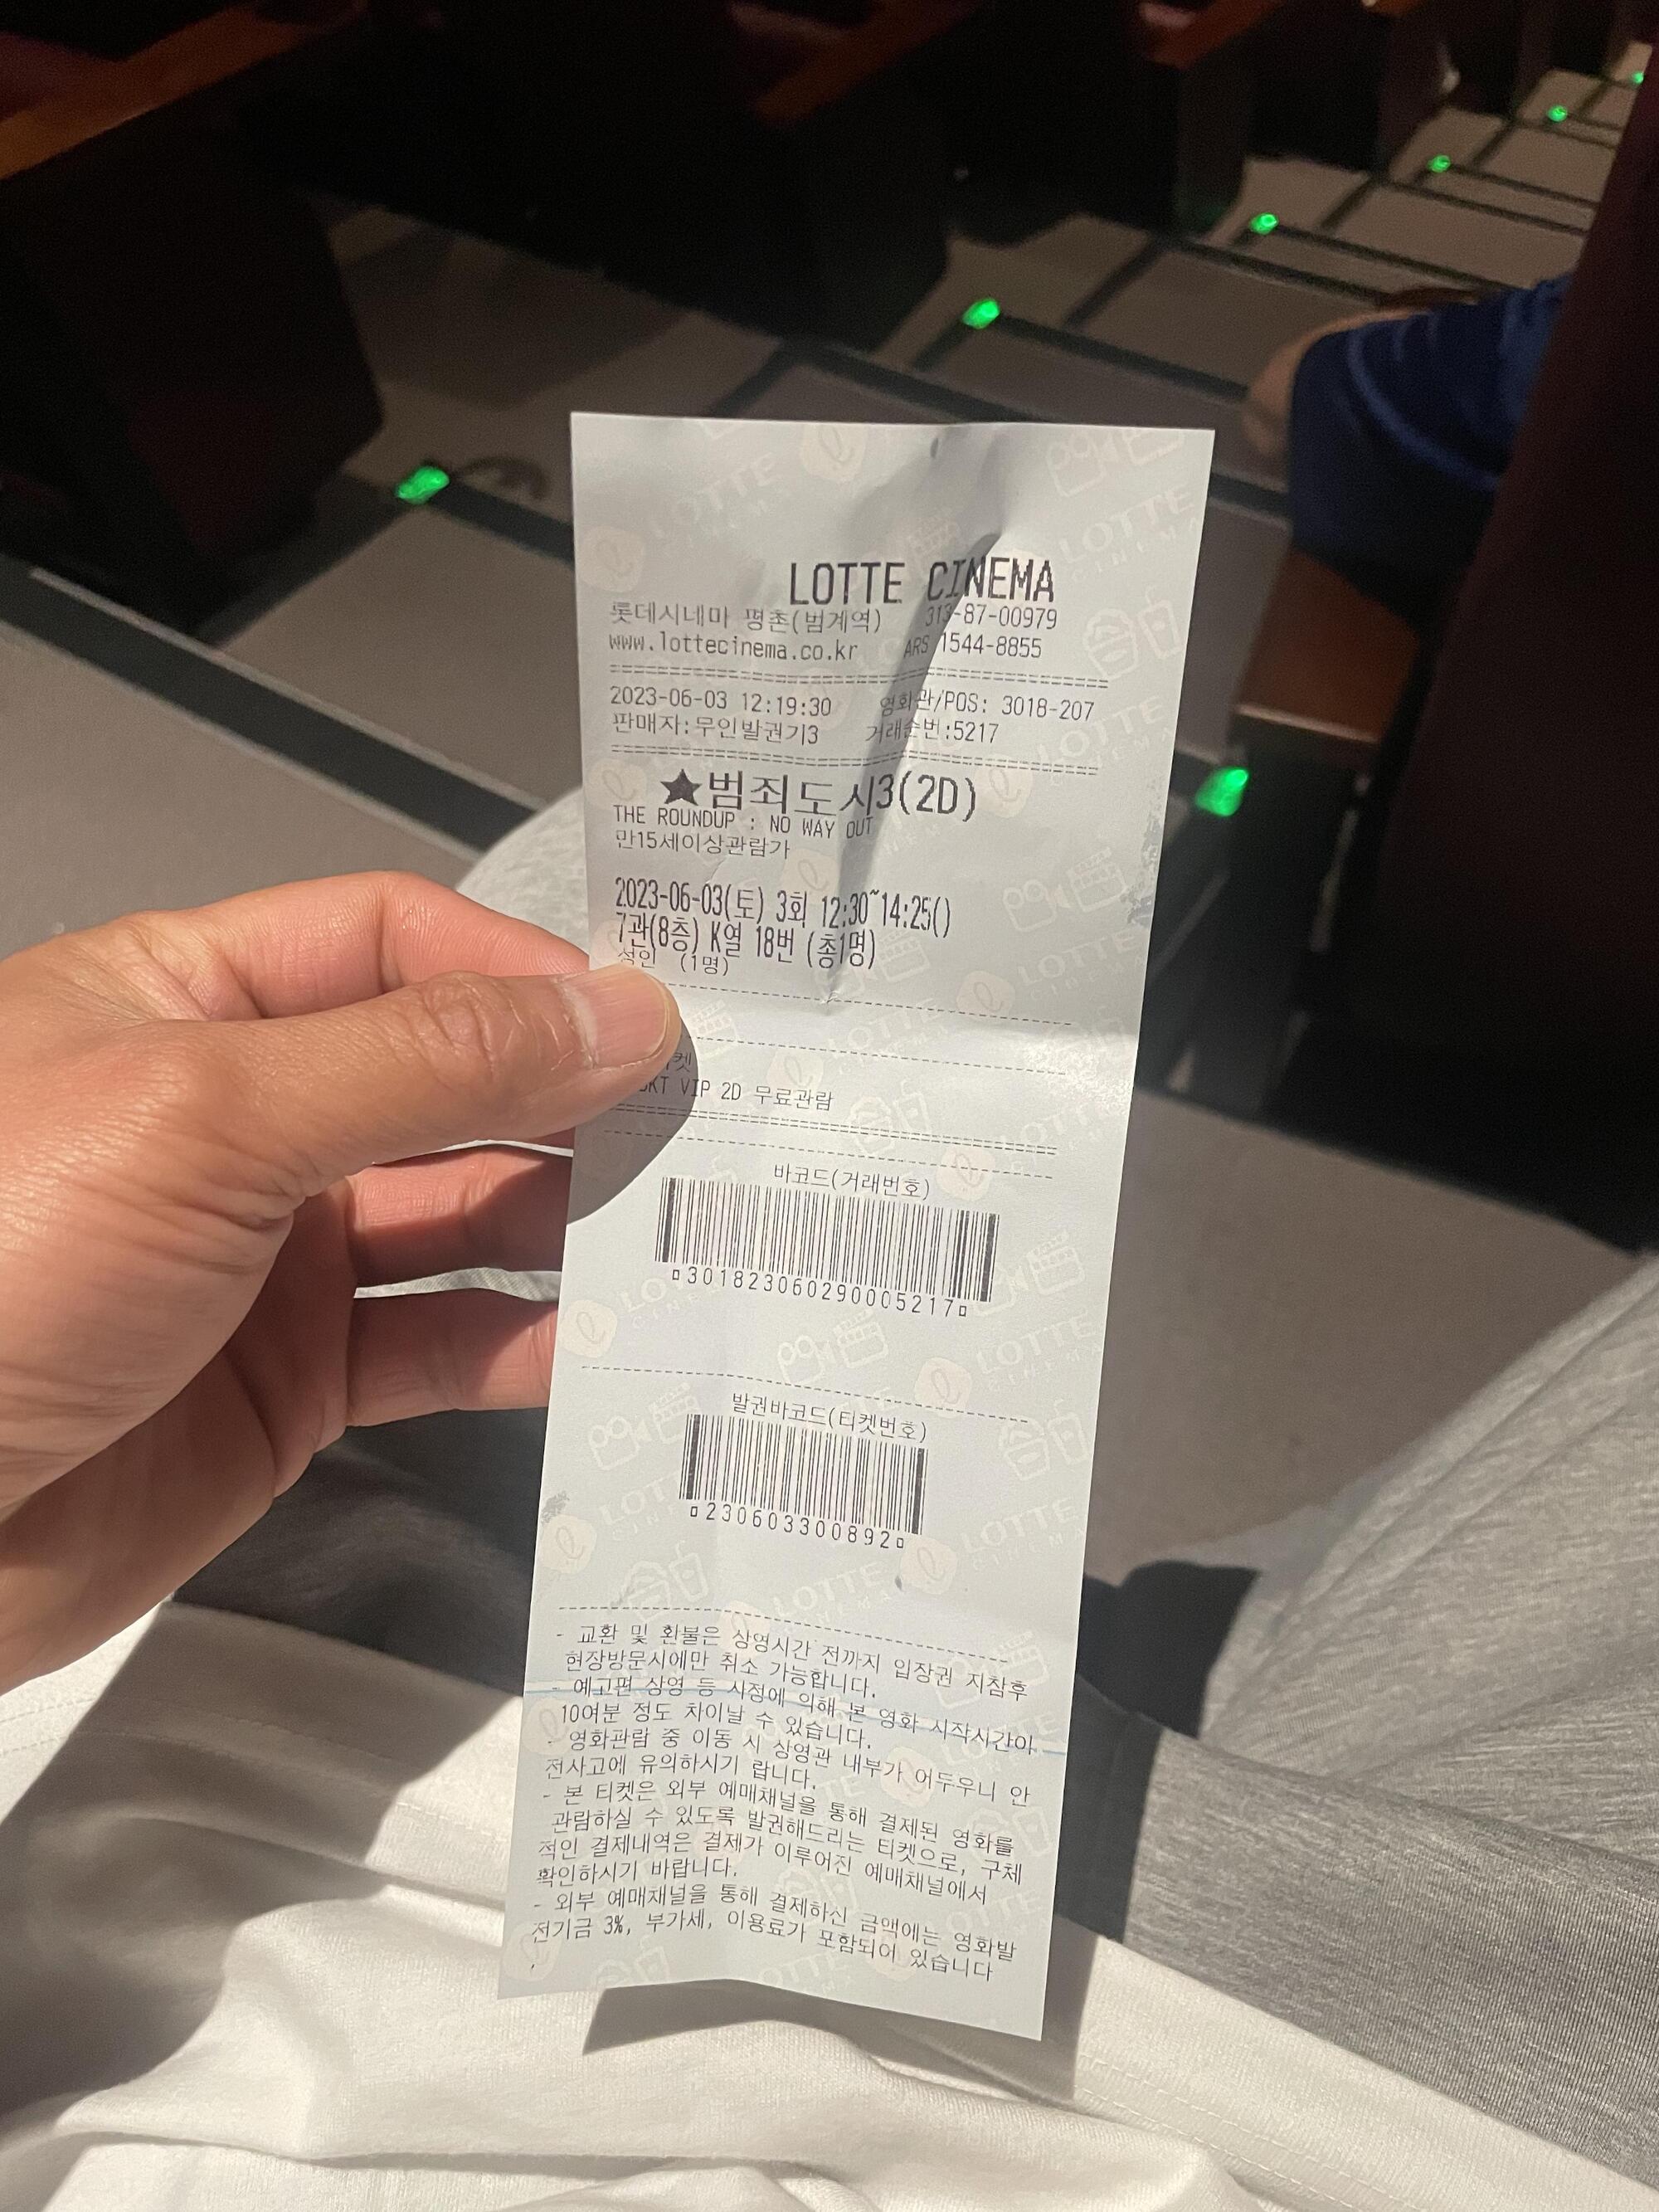 LOTTE CINEMA
롯데시네마 평촌(범계역) 313-87-00979
www.lottecinema.co.kr ARS 1544-8855
2023-06-03 12:19:30 영화관/POS: 3018-207
판매자:무인발권기3 거래순번:5217
★범죄도시3(2D)
THE ROUNDUP : NO WAY OUT
만15세이상관람가
2023-06-03(토) 3회 12:30~14:25()
7관(8층) K열 18번 (총1명)
성인 (1명)
VIP 2D 무료관람
바코드(거래번호)
¤3018230602900052170¤
발권바코드(티켓번호)
¤230603300892¤
- 교환 및 환불은 상영시간 전까지 입장권 지참후
현장방문시에만 취소 가능합니다.
- 예고편 상영 등 사정에 의해 본 영화 시작시간이
10여분 정도 차이날 수 있습니다.
- 영화관람 중 이동 시 상영관 내부가 어두우니 안
전사고에 유의하시기 랍니다.
- 본 티켓은 외부 예매채널을 통해 결제된 영화를
관람하실 수 있도록 발권해드리는 티켓으로, 구체
적인 결제내역은 결제가 이루어진 예매채널에서
확인하시기 바랍니다.
- 외부 예매채널을 통해 결제하신 금액에는 영화발
전기금 3%, 부가세, 이용료가 포함되어 있습니다
,